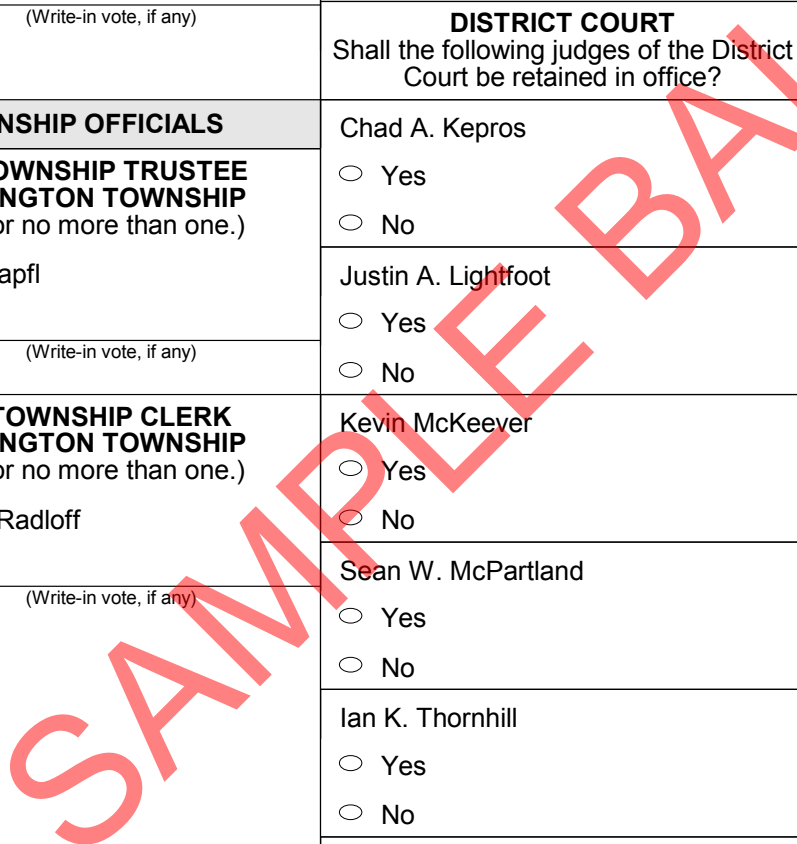 (Write-in vote, if any)
NSHIP OFFICIALS
OWNSHIP TRUSTEE
NGTON TOWNSHIP
or no more than one.)
apfl
(Write-in vote, if any)
TOWNSHIP CLERK
NGTON TOWNSHIP
or no more than one.)
Radloff
(Write-in vote, if any)
DISTRICT COURT
Shall the following judges of the District
Court be retained in office?
Chad A. Kepros
Yes
No
Justin A. Lightfoot
Yes
No
Kevin McKeever
Yes
No
Sean W. McPartland
Yes
No
Ian K. Thornhill
Yes
No
SAMPLE BAL